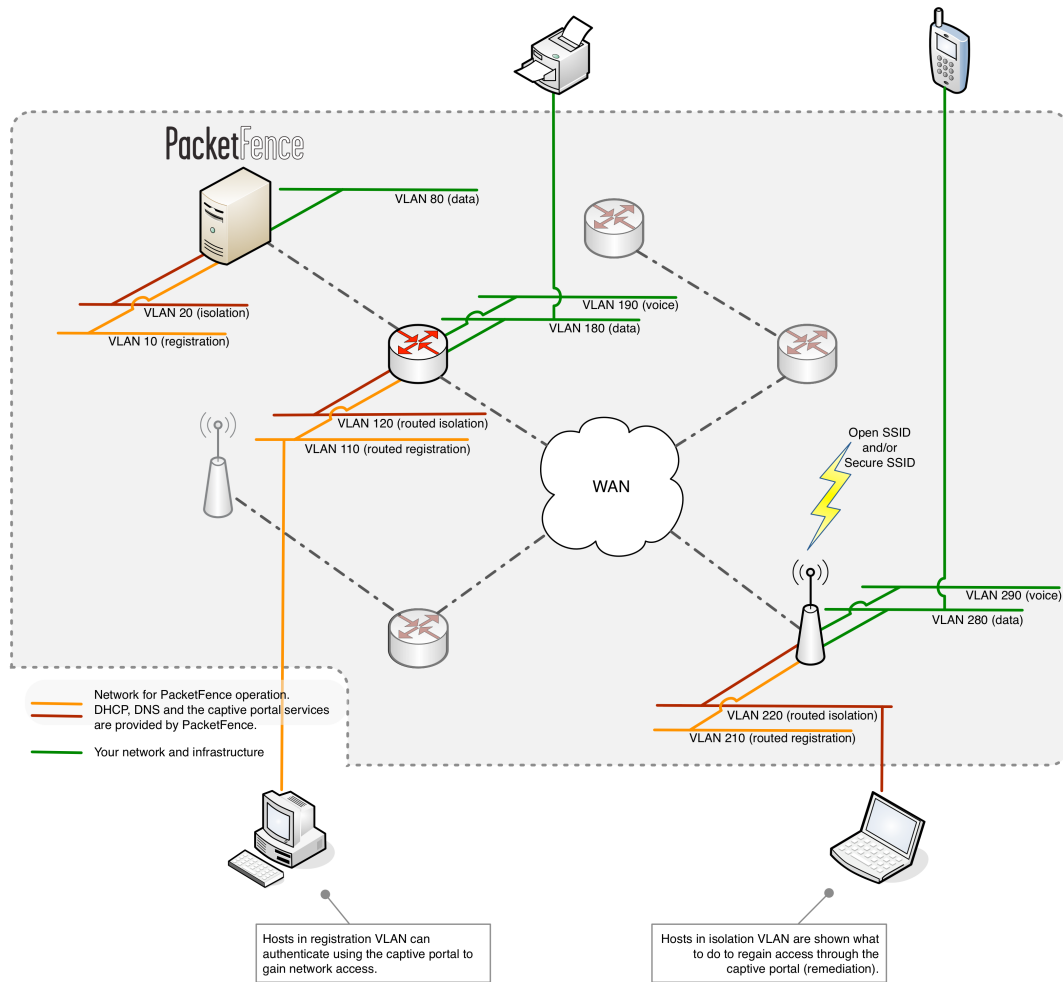 PacketFence
VLAN 80 (data)
VLAN 20 (isolation)
VLAN 10 (registration)
VLAN 190 (voice)
VLAN 180 (data)
VLAN 120 (routed isolation)
VLAN 110 (routed registration)
WAN
Open SSID
and/or
Secure SSID
VLAN 290 (voice)
VLAN 280 (data)
VLAN 220 (routed isolation)
VLAN 210 (routed registration)
Network for PacketFence operation.
DHCP, DNS and the captive portal services
are provided by PacketFence.
Your network and infrastructure
Hosts in registration VLAN can
authenticate using the captive portal to
gain network access.
Hosts in isolation VLAN are shown what
to do to regain access through the
captive portal (remediation).